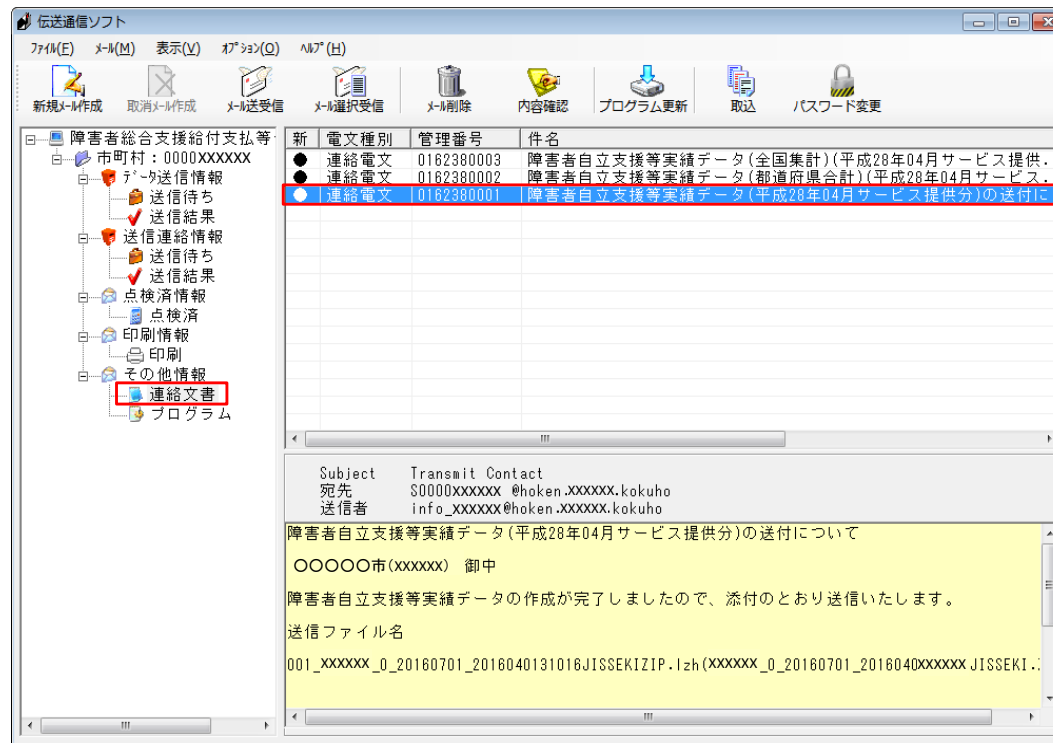 伝送通信ソフト
ﾌｧｲﾙ(F) ﾒｰﾙ(M) 表示(V) ｵﾌﾟｼｮﾝ(O) ﾍﾙﾌﾟ(H)
新規ﾒｰﾙ作成 取消ﾒｰﾙ作成 ﾒｰﾙ送受信 ﾒｰﾙ選択受信 ﾒｰﾙ削除 内容確認 プログラム更新 取込 パスワード変更
障害者総合支援給付支払等
市町村：0000XXXXXX
ﾃﾞｰﾀ送信情報
送信待ち
送信結果
送信連絡情報
送信待ち
送信結果
点検済情報
点検済
印刷情報
印刷
その他情報
連絡文書
プログラム
新 電文種別 管理番号 件名
● 連絡電文 0162380003 障害者自立支援等実績データ(全国集計)(平成28年04月サービス提供.
● 連絡電文 0162380002 障害者自立支援等実績データ(都道府県合計)(平成28年04月サービス.
● 連絡電文 0162380001 障害者自立支援等実績データ(平成28年04月サービス提供分)の送付に
Subject Transmit Contact
宛先 S0000XXXXXX @hoken.XXXXXX.kokuho
送信者 info_XXXXXX@hoken.XXXXXX.kokuho
障害者自立支援等実績データ(平成28年04月サービス提供分)の送付について
〇〇〇〇〇市(XXXXXX) 御中
障害者自立支援等実績データの作成が完了しましたので、添付のとおり送信いたします。
送信ファイル名
001_XXXXXX_0_20160701_2016040131016JISSEKIZIP.lzh(XXXXXX_0_20160701_2016040XXXXXX JISSEKI.